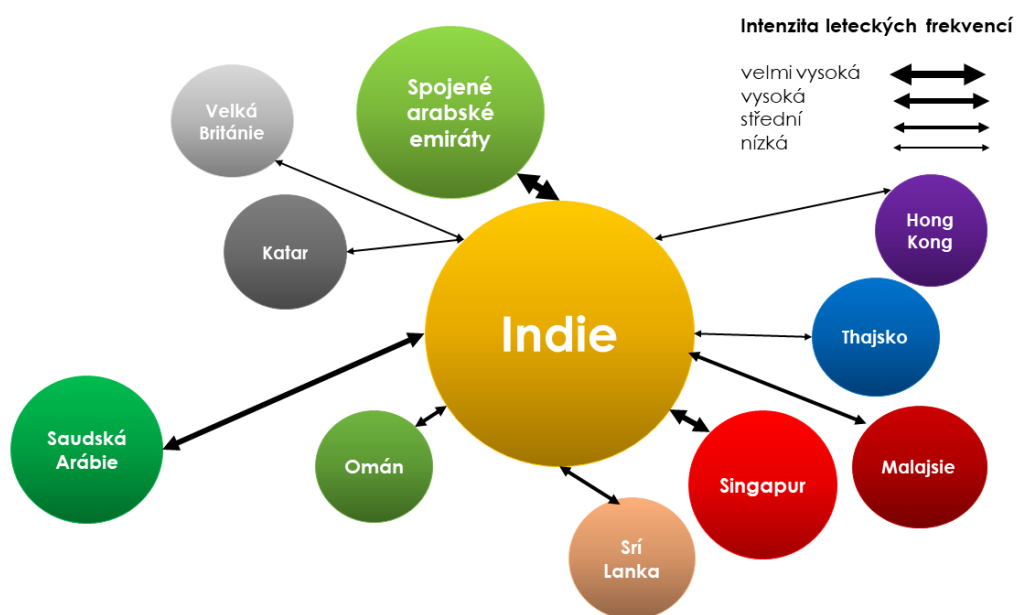 Intenzita leteckých frekvencí
velmi vysoká
vysoká
střední
nízká
Velká
Británie
Spojené
arabské
emiráty
Katar
Hong
Kong
Indie
Thajsko
Saudská
Arábie
Omán
Singapur
Malajsie
Srí
Lanka